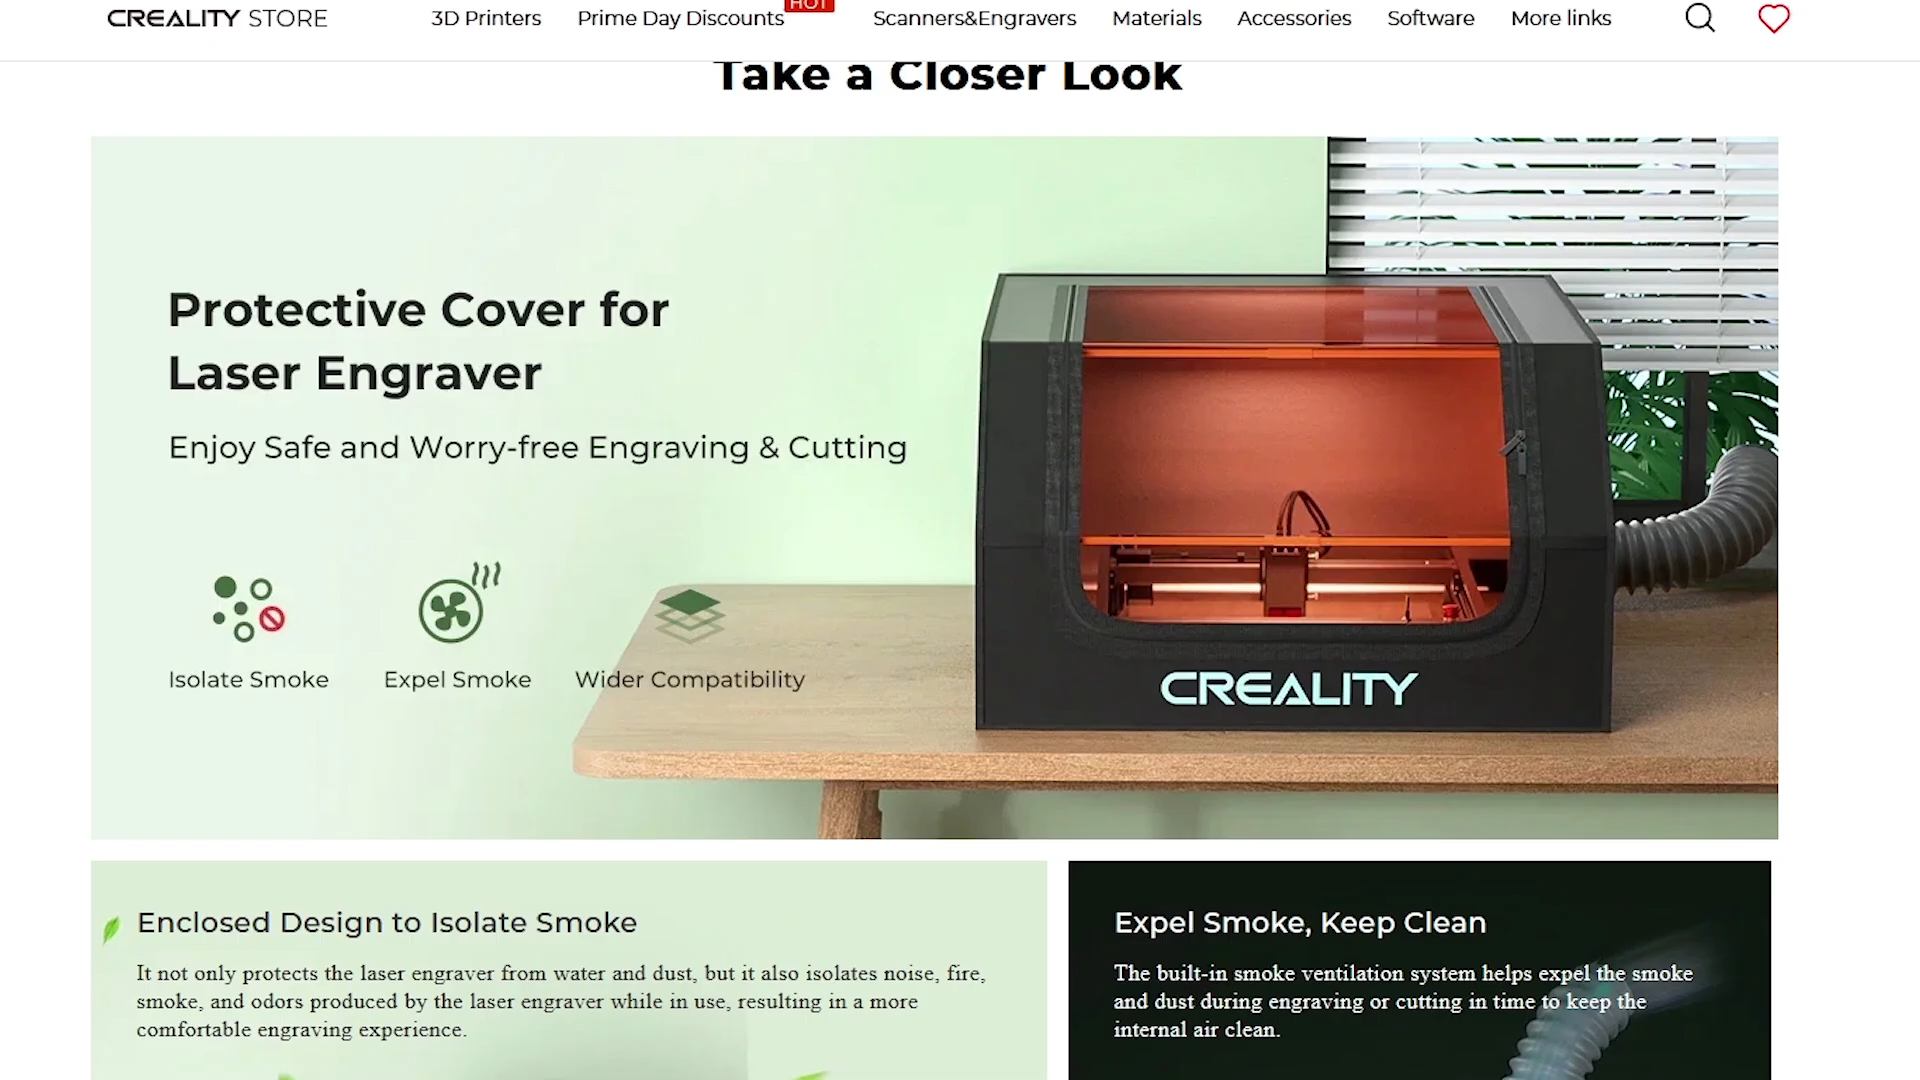 CREALITY STORE
3D Printers
Prime Day Discounts
HOT
Scanners&Engravers
Materials
Accessories
Software
More links
Take a Closer Look
Protective Cover for
Laser Engraver
Enjoy Safe and Worry-free Engraving & Cutting
Isolate Smoke
Expel Smoke
Wider Compatibility
CREALITY
Enclosed Design to Isolate Smoke
It not only protects the laser engraver from water and dust, but it also isolates noise, fire,
smoke, and odors produced by the laser engraver while in use, resulting in a more
comfortable engraving experience.
Expel Smoke, Keep Clean
The built-in smoke ventilation system helps expel the smoke
and dust during engraving or cutting in time to keep the
internal air clean.